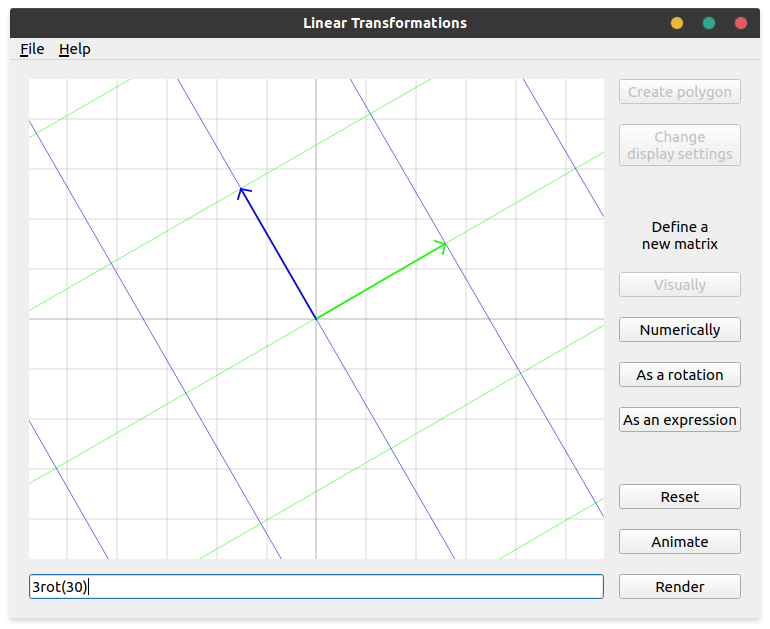 Linear Transformations
File Help
Create polygon
Change
display settings
Define a
new matrix
Visually
Numerically
As a rotation
As an expression
Reset
Animate
3rot(30)
Render